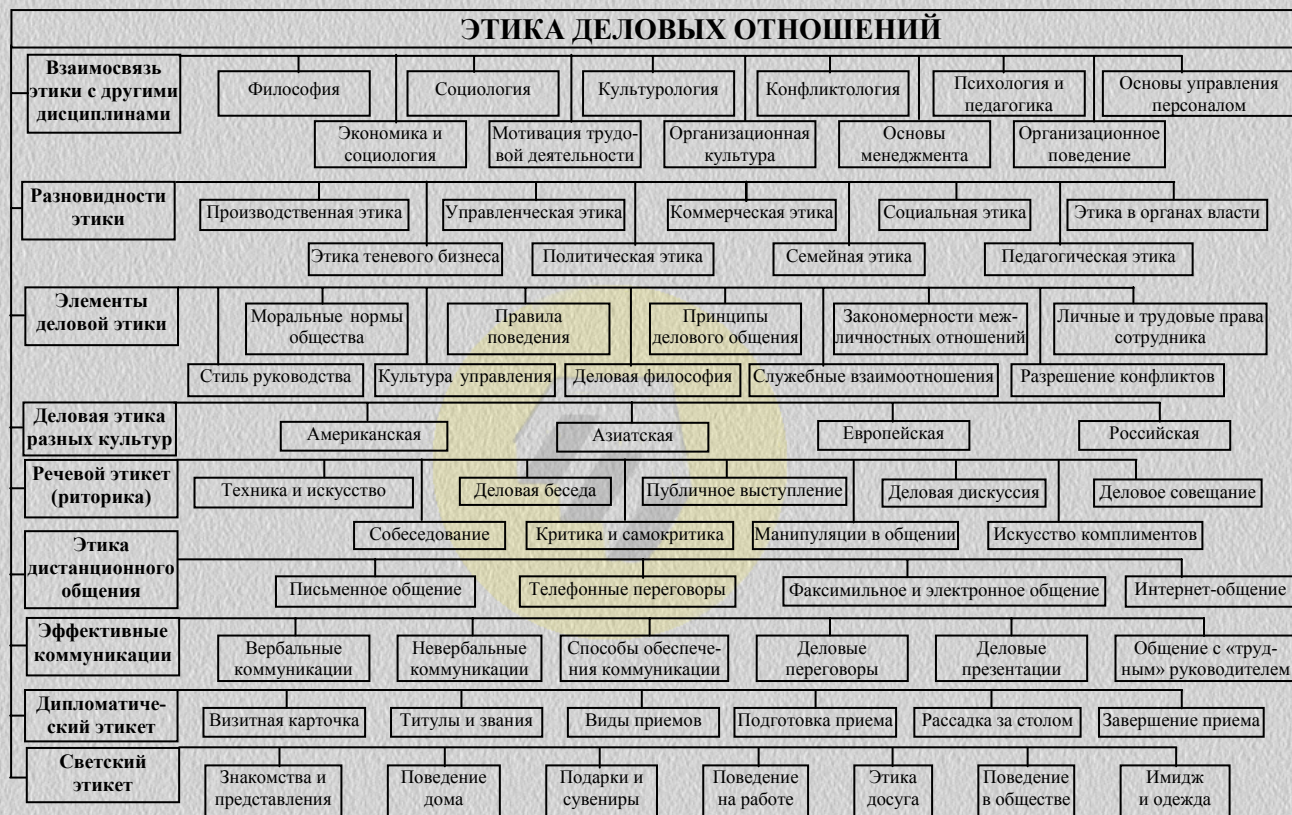 ЭТИКА ДЕЛОВЫХ ОТНОШЕНИЙ
Взаимосвязь
этики с другими
дисциплинами
Философия
Социология
Культурология
Конфликтология
Психология и
педагогика
Основы управления
персоналом
Экономика и
социология
Мотивация трудо-
вой деятельности
Организационная
культура
Основы
менеджмента
Организационное
поведение
Разновидности
этики
Производственная этика
Управленческая этика
Коммерческая этика
Социальная этика
Этика в органах власти
Этика теневого бизнеса
Политическая этика
Семейная этика
Педагогическая этика
Элементы
деловой этики
Моральные нормы
общества
Правила
поведения
Принципы
делового общения
Закономерности меж-
личностных отношений
Личные и трудовые права
сотрудника
Стиль руководства
Культура управления
Деловая философия
Служебные взаимоотношения
Разрешение конфликтов
Деловая этика
разных культур
Американская
Азиатская
Европейская
Российская
Речевой этикет
(риторика)
Техника и искусство
Деловая беседа
Публичное выступление
Деловая дискуссия
Деловое совещание
Собеседование
Критика и самокритика
Манипуляции в общении
Искусство комплиментов
Этика
дистанционного
общения
Письменное общение
Телефонные переговоры
Факсимильное и электронное общение
Интернет-общение
Эффективные
коммуникации
Вербальные
коммуникации
Невербальные
коммуникации
Способы обеспече-
ния коммуникации
Деловые
переговоры
Деловые
презентации
Общение с «труд-
ным» руководителем
Дипломатиче-
ский этикет
Визитная карточка
Титулы и звания
Виды приемов
Подготовка приема
Рассадка за столом
Завершение приема
Светский
этикет
Знакомства и
представления
Поведение
дома
Подарки и
сувениры
Поведение
на работе
Этика
досуга
Поведение
в обществе
Имидж
и одежда